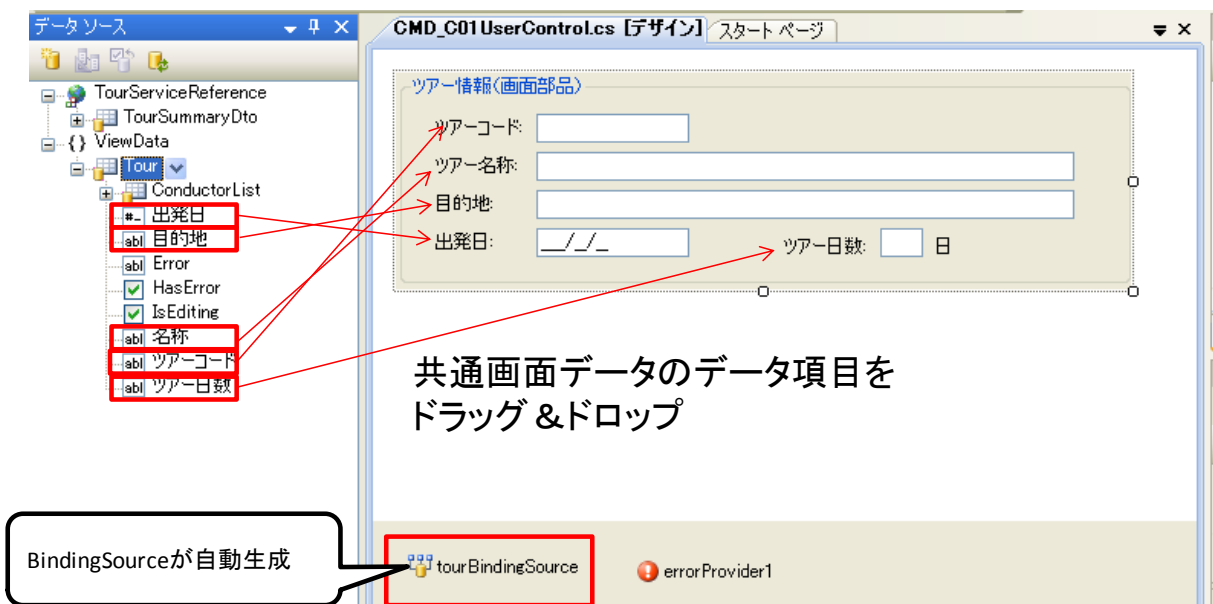 データ ソース
CMD_C01UserControl.cs [デザイン]
スタート ページ
TourServiceReference
TourSummaryDto
{} ViewData
Tour
ConductorList
出発日
abl 目的地
abl Error
HasError
IsEditing
abl 名称
abl ツアーコード
abl ツアー日数
ツアー情報(画面部品)
ツアーコード:
ツアー名称:
目的地:
出発日: __/_/_ ツアー日数: 日
共通画面データのデータ項目を
ドラッグ&ドロップ
BindingSourceが自動生成
tourBindingSource
errorProvider1